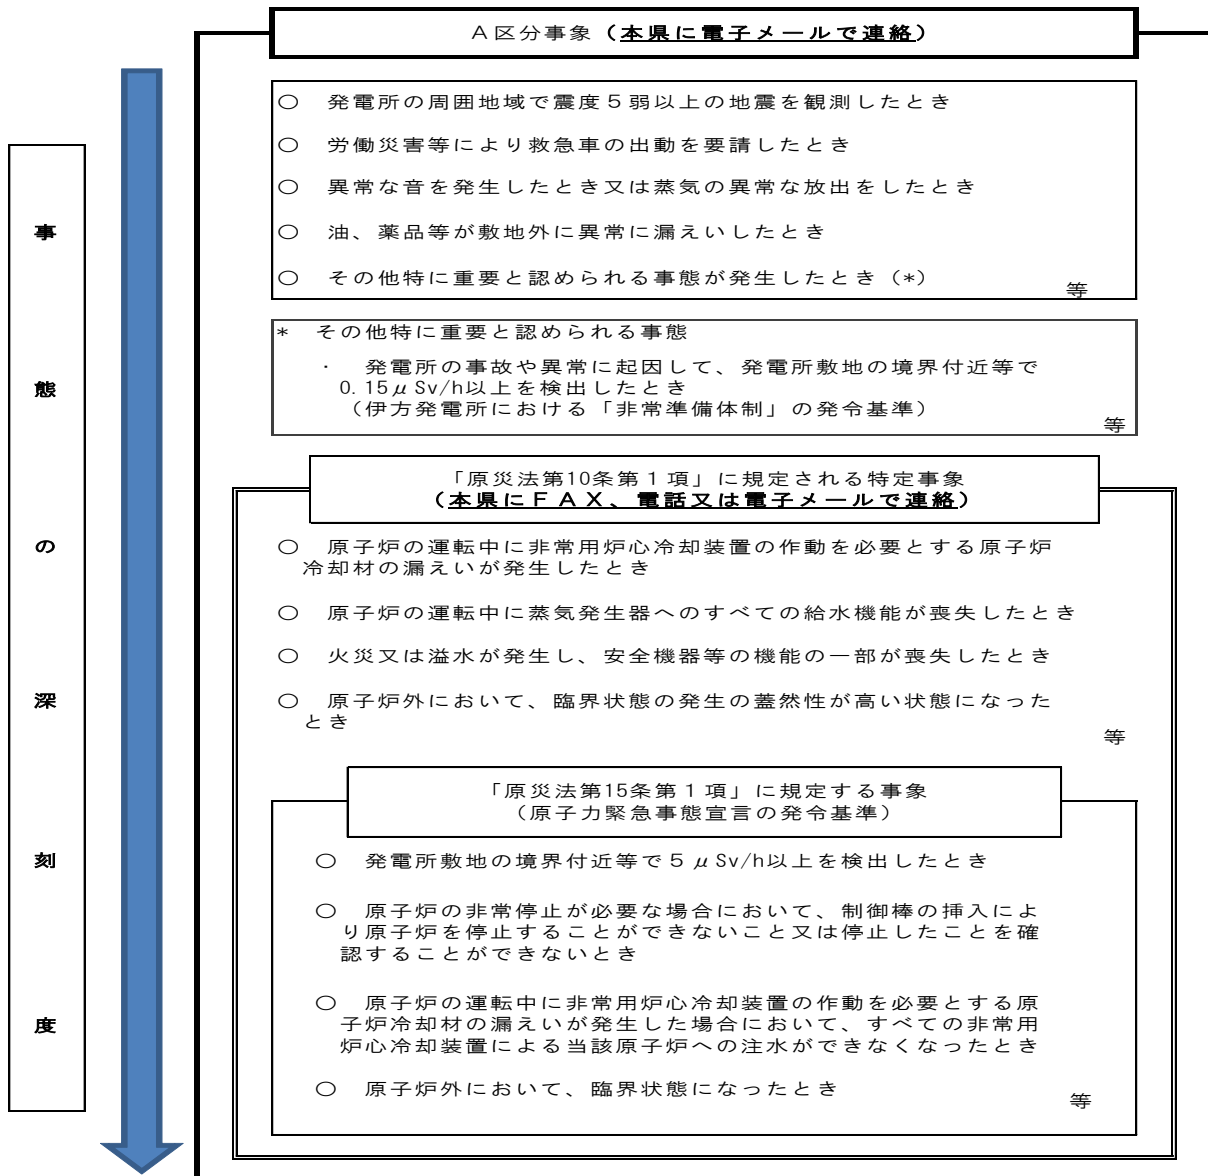 A区分事象(本県に電子メールで連絡)
○ 発電所の周囲地域で震度5弱以上の地震を観測したとき
○ 労働災害等により救急車の出動を要請したとき
○ 異常な音を発生したとき又は蒸気の異常な放出をしたとき
○ 油、薬品等が敷地外に異常に漏えいしたとき
○ その他特に重要と認められる事態が発生したとき(*)
等
* その他特に重要と認められる事態
・ 発電所の事故や異常に起因して、発電所敷地の境界付近等で
0.15μSv/h以上を検出したとき
(伊方発電所における「非常準備体制」の発令基準)
等
「原災法第10条第1項」に規定される特定事象
(本県にFAX、電話又は電子メールで連絡)
○ 原子炉の運転中に非常用炉心冷却装置の作動を必要とする原子炉
冷却材の漏えいが発生したとき
○ 原子炉の運転中に蒸気発生器へのすべての給水機能が喪失したとき
○ 火災又は溢水が発生し、安全機器等の機能の一部が喪失したとき
○ 原子炉外において、臨界状態の発生の蓋然性が高い状態になった
とき
等
「原災法第15条第1項」に規定する事象
(原子力緊急事態宣言の発令基準)
○ 発電所敷地の境界付近等で5μSv/h以上を検出したとき
○ 原子炉の非常停止が必要な場合において、制御棒の挿入によ
り原子炉を停止することができないこと又は停止したことを確
認することができないとき
○ 原子炉の運転中に非常用炉心冷却装置の作動を必要とする原
子炉冷却材の漏えいが発生した場合において、すべての非常用
炉心冷却装置による当該原子炉への注水ができなくなったとき
○ 原子炉外において、臨界状態になったとき
等
事態の深刻度